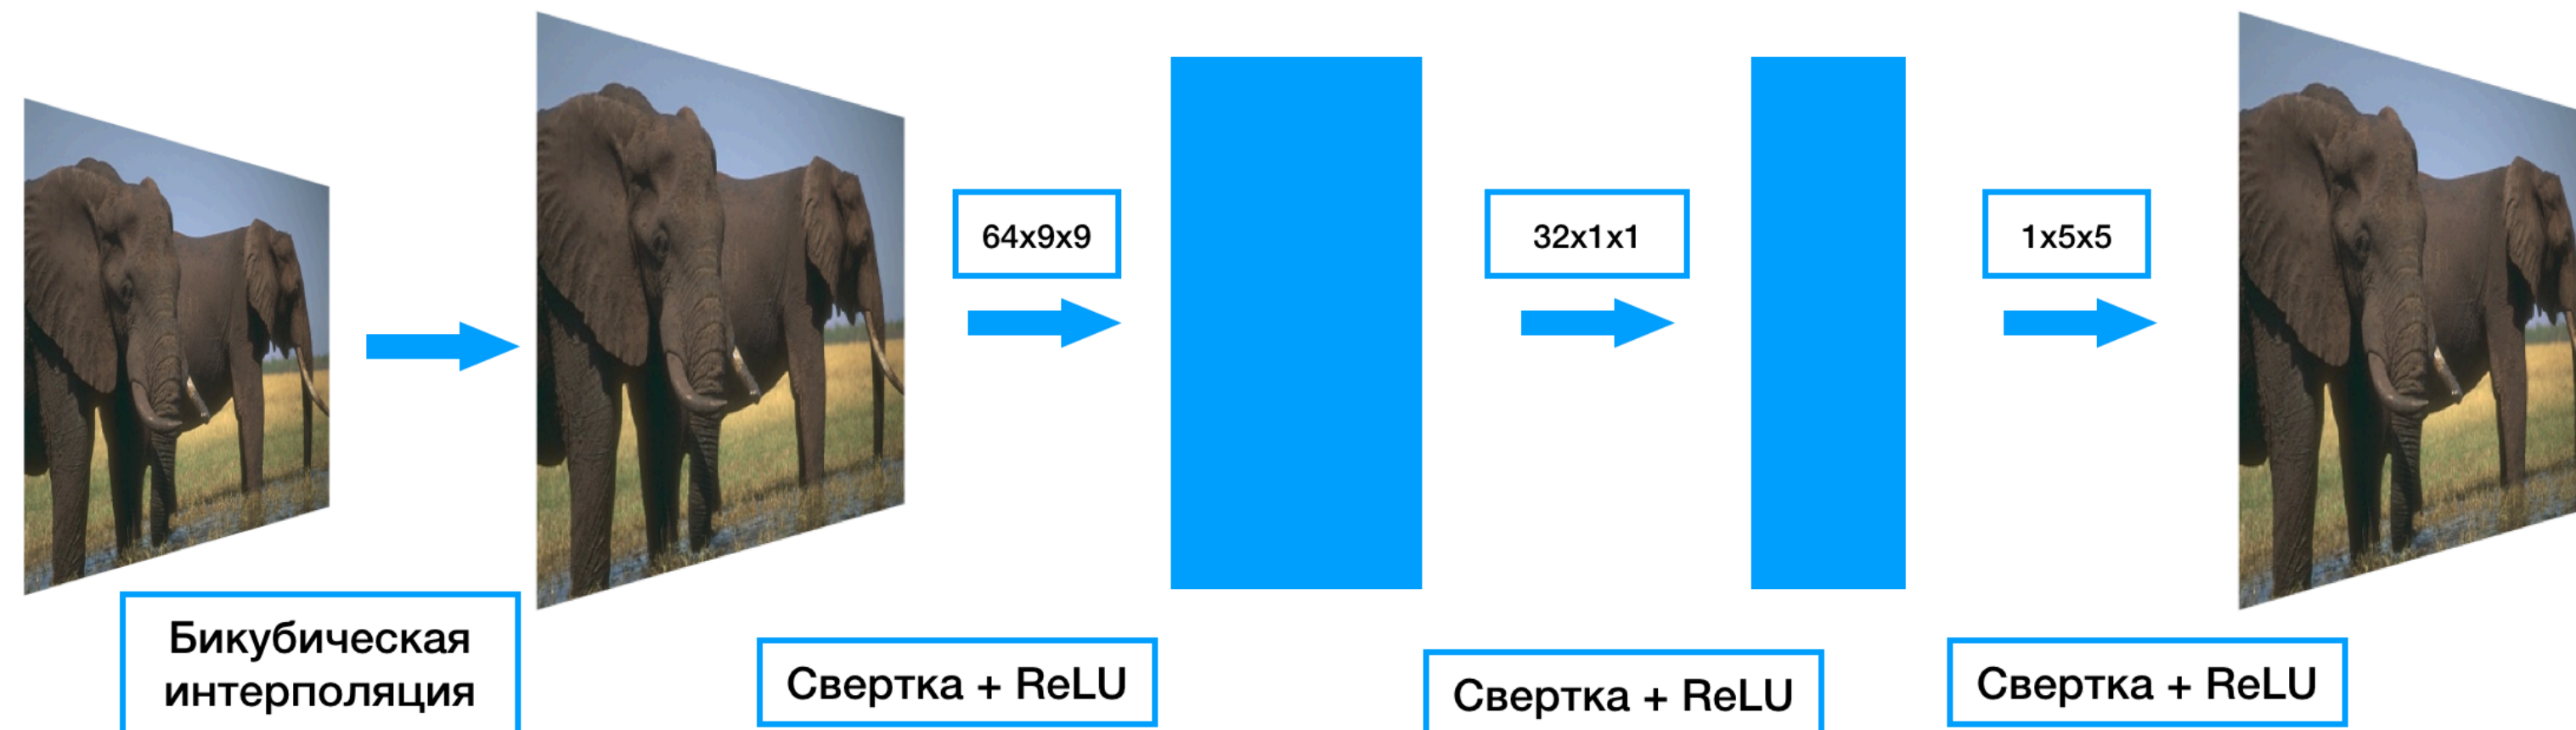 64x9x9
32x1x1
1x5x5
Бикубическая
интерполяция
Свертка + ReLU
Свертка + ReLU
Свертка + ReLU